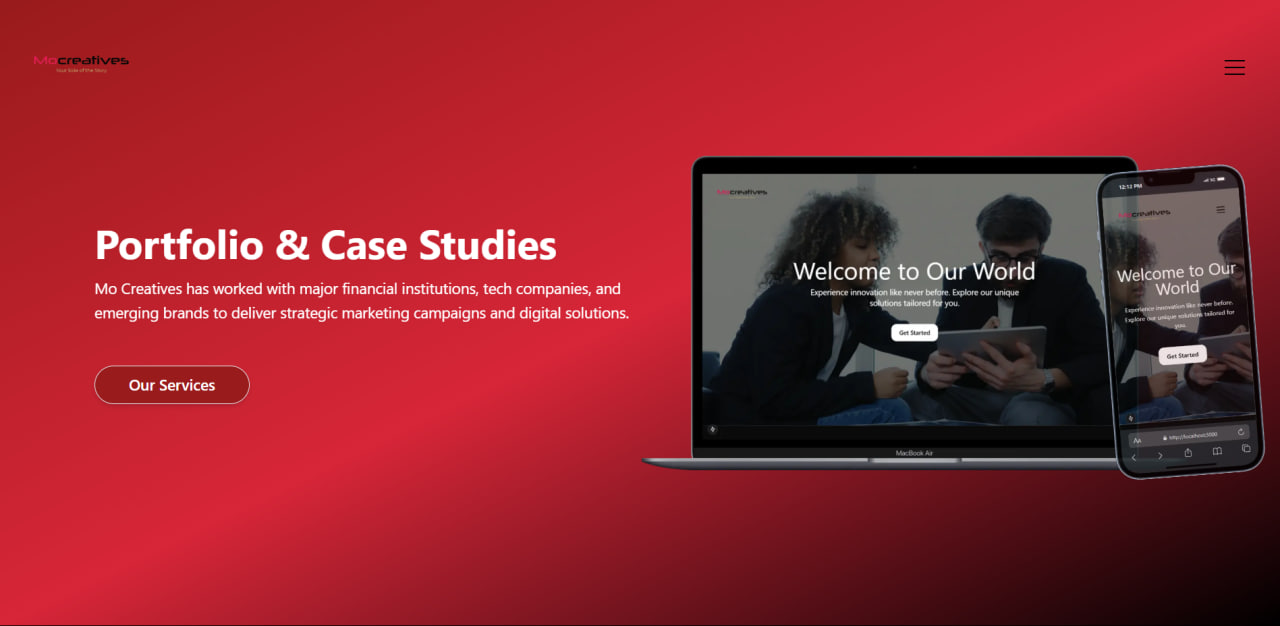 Mocreatives
Your Side of the Story
Portfolio & Case Studies
Mo Creatives has worked with major financial institutions, tech companies, and
emerging brands to deliver strategic marketing campaigns and digital solutions.
Our Services
Mocreatives
Welcome to Our World
Experience innovation like never before. Explore our unique
solutions tailored for you.
Get Started
MacBook Air
12:12 PM
5G
Mocreatives
Welcome to Our
World
Experience innovation like never before.
Explore our unique solutions tailored for
you.
Get Started
AA
http://localhost:3000